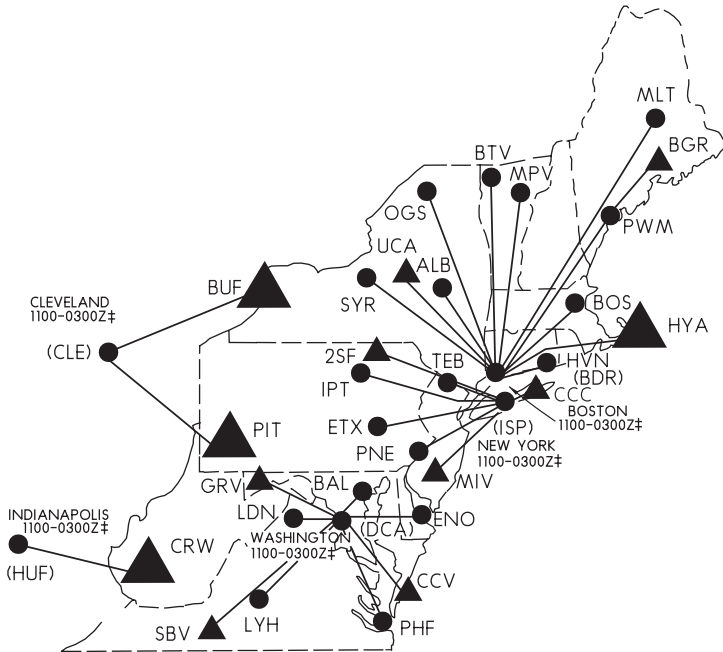 MLT
BTV
BGR
MPV
OGS
PWM
UCA
ALB
BUF
SYR
CLEVELAND
1100-0300Z‡
BOS
HYA
(CLE)
2SF
TEB
HVN
IPT
(BDR)
CCC
BOSTON
1100-0300Z‡
PIT
ETX
(ISP)
NEW YORK
1100-0300Z‡
PNE
GRV
BAL
MIV
LDN
INDIANAPOLIS
1100-0300Z‡
(DCA)
ENO
WASHINGTON
1100-0300Z‡
CRW
(HUF)
CCV
LYH
SBV
PHF